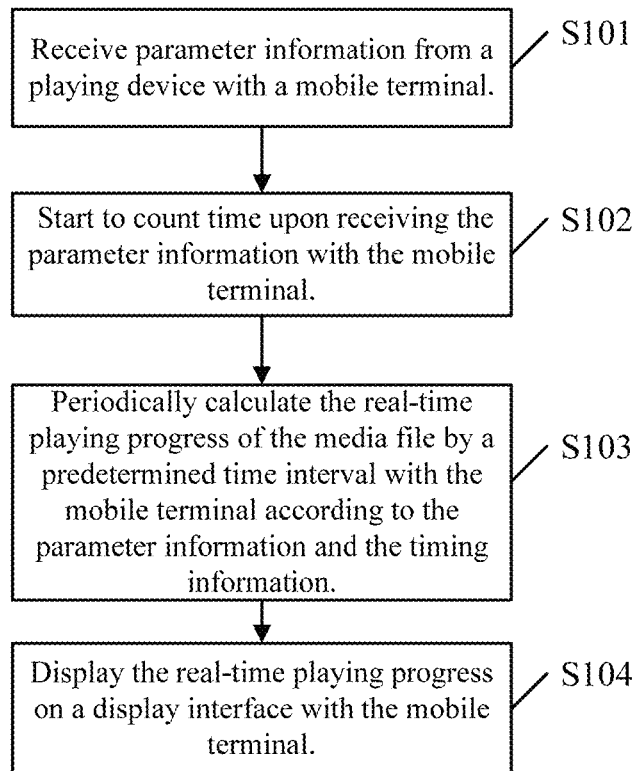 Receive parameter information from a
playing device with a mobile terminal.
S101
Start to count time upon receiving the
parameter information with the mobile
terminal.
S102
Periodically calculate the real-time
playing progress of the media file by a
predetermined time interval with the
mobile terminal according to the
parameter information and the timing
information.
S103
Display the real-time playing progress
on a display interface with the mobile
terminal.
S104